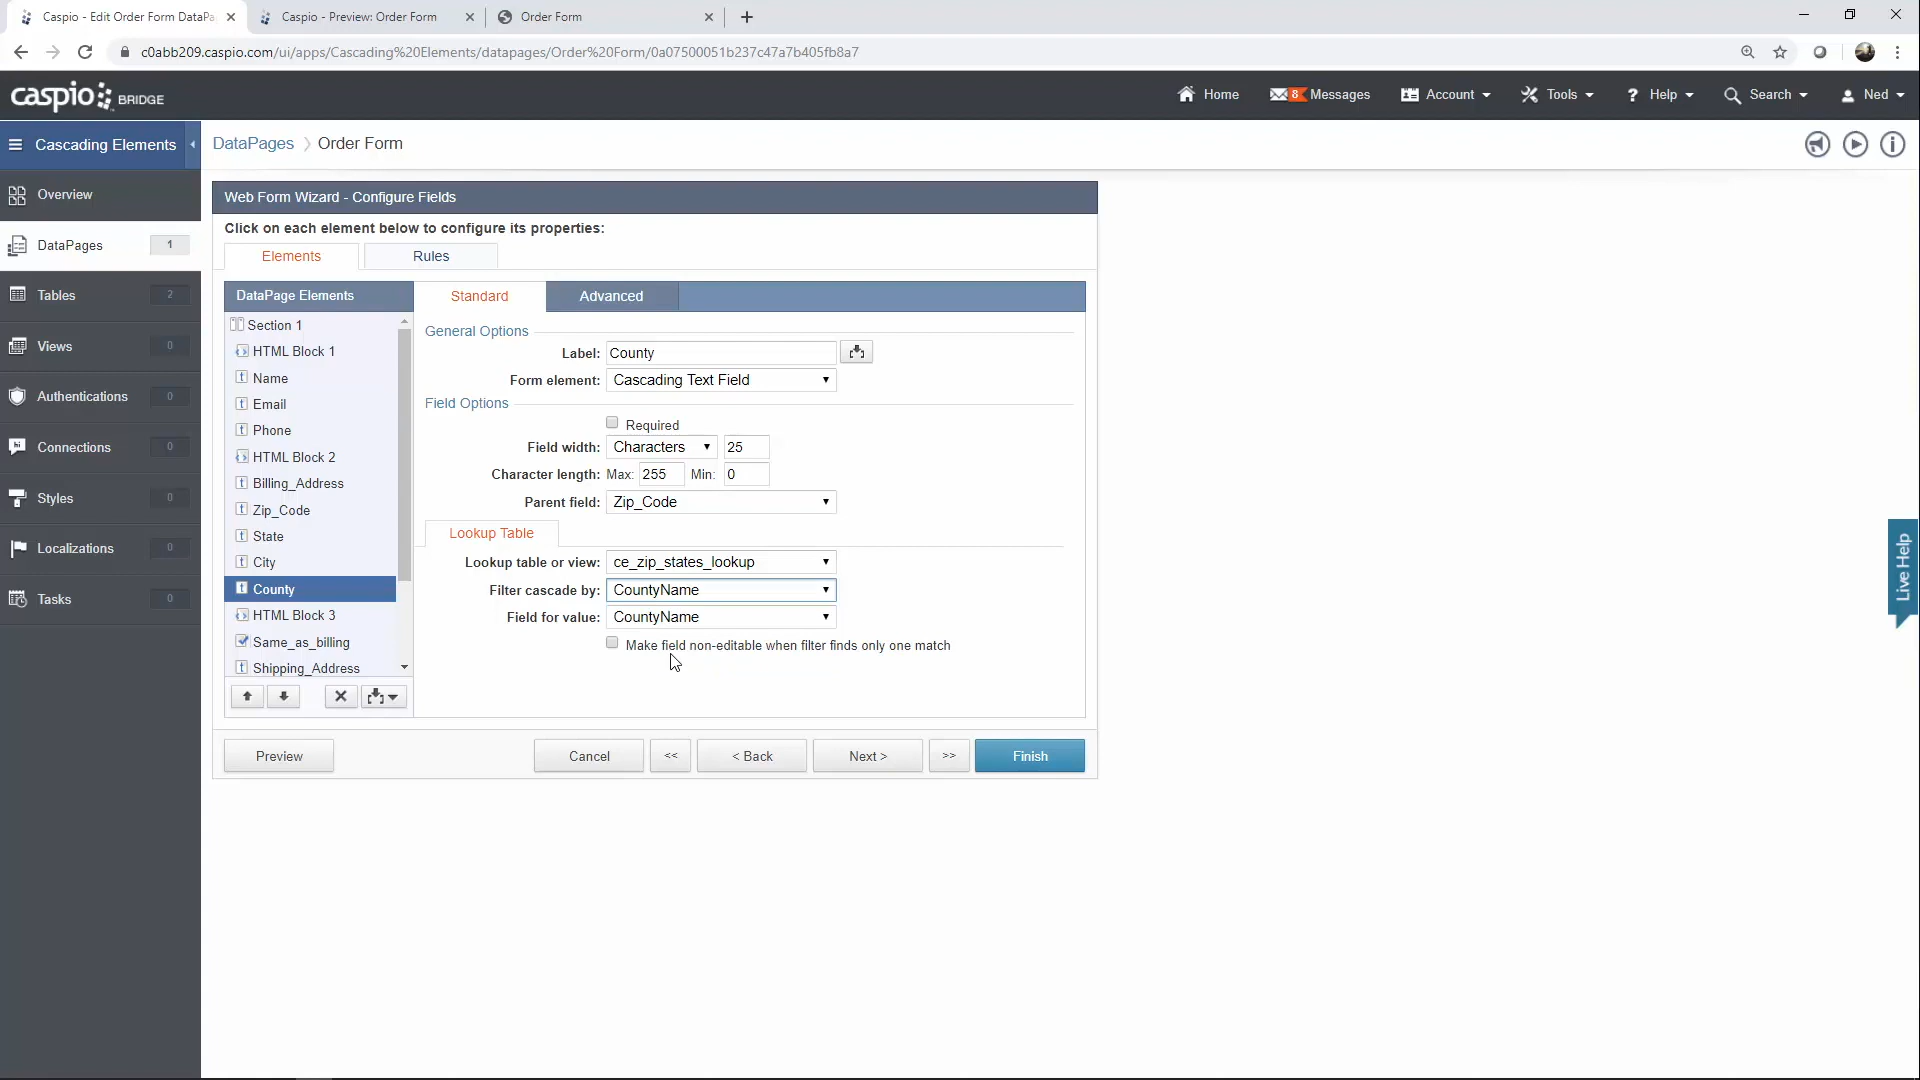 Caspio - Edit Order Form DataPa
Caspio - Preview: Order Form
Order Form
c0abb209.caspio.com/ui/apps/Cascading%20Elements/datapages/Order%20Form/0a07500051b237c47a7b405fb8a7
caspio BRIDGE
Home
8 Messages
Account
Tools
? Help
Search
Ned
Cascading Elements
DataPages
Order Form
Overview
DataPages 1
Tables 2
Views 0
Authentications 0
Connections 0
Styles 0
Localizations 0
Tasks 0
Web Form Wizard - Configure Fields
Click on each element below to configure its properties:
Elements
Rules
DataPage Elements
Section 1
HTML Block 1
Name
Email
Phone
HTML Block 2
Billing_Address
Zip_Code
State
City
County
HTML Block 3
Same_as_billing
Shipping_Address
Standard
Advanced
General Options
Label: County
Form element: Cascading Text Field
Field Options
Required
Field width: Characters 25
Character length: Max: 255 Min: 0
Parent field: Zip_Code
Lookup Table
Lookup table or view: ce_zip_states_lookup
Filter cascade by: CountyName
Field for value: CountyName
Make field non-editable when filter finds only one match
Preview
Cancel
<<
< Back
Next >
>>
Finish
Live Help